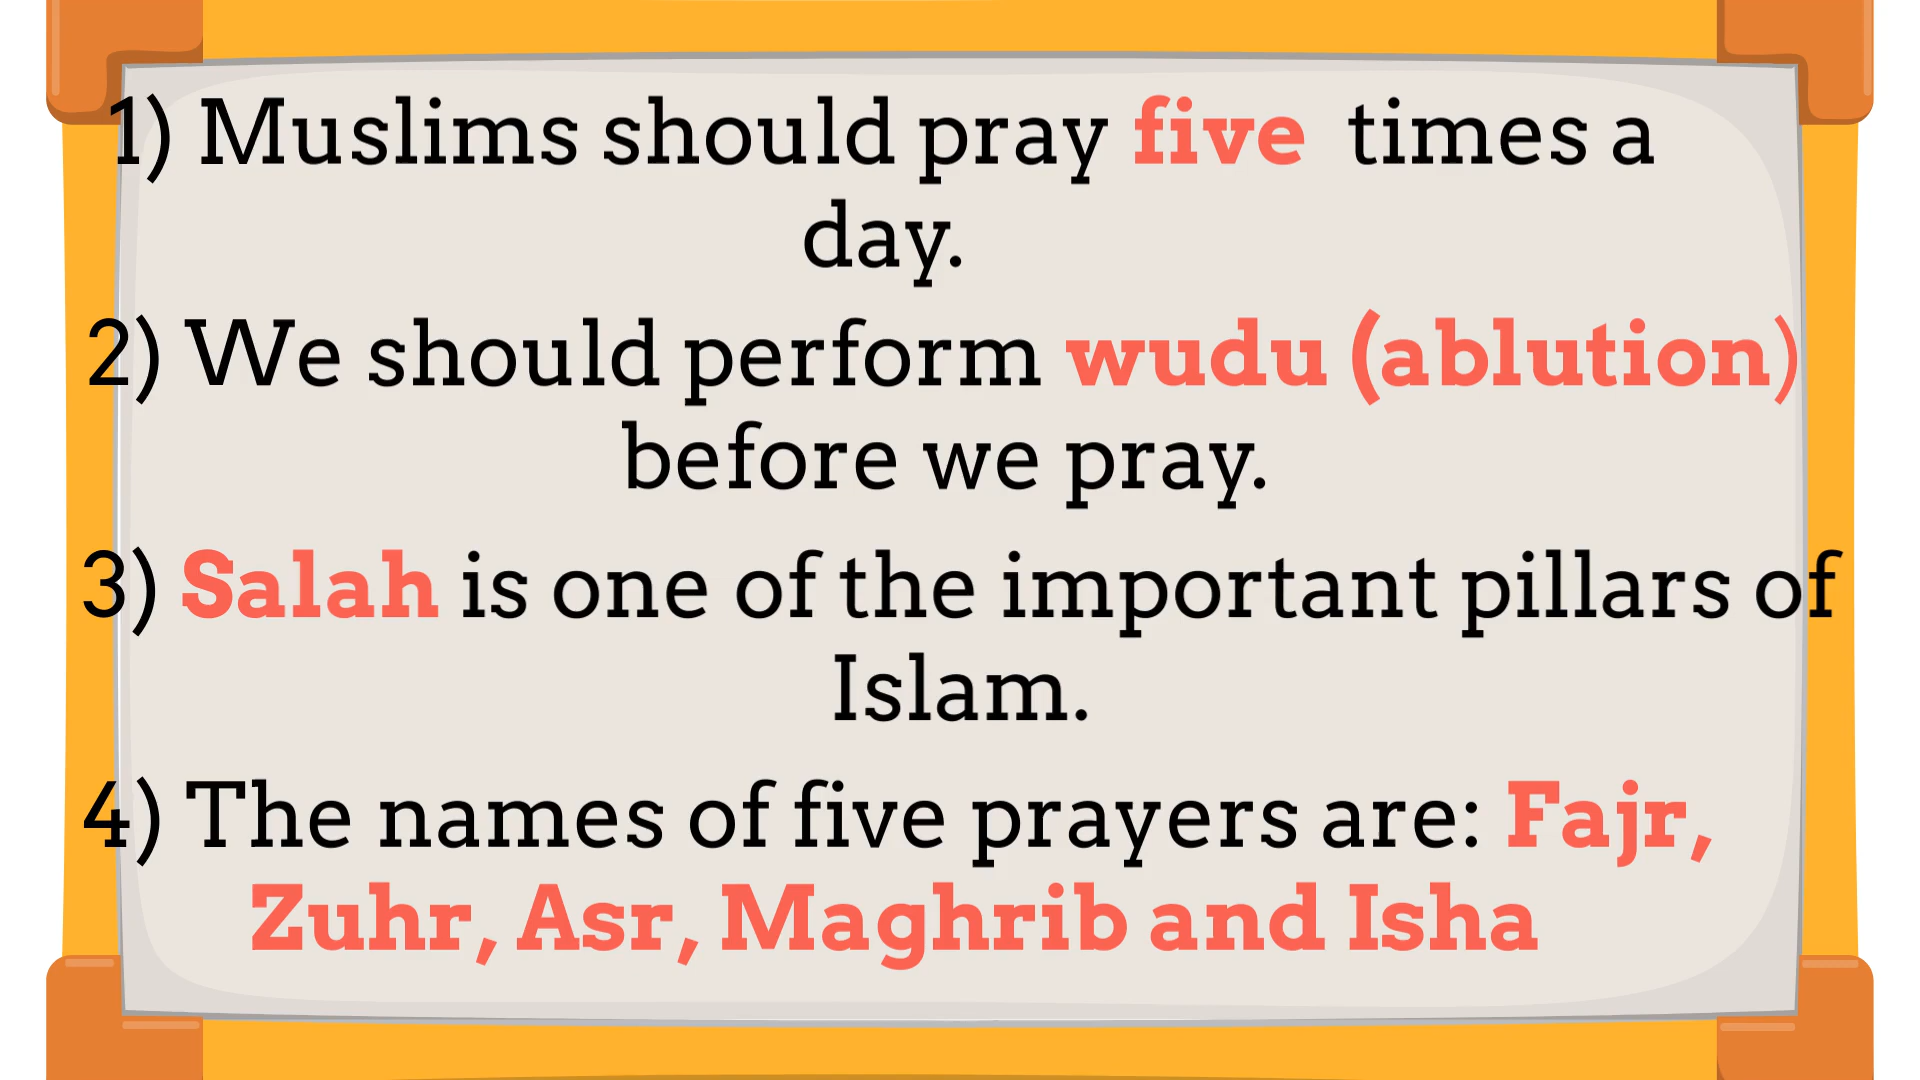 1) Muslims should pray five times a
day.
2) We should perform wudu (ablution)
before we pray.
3) Salah is one of the important pillars of
Islam.
4) The names of five prayers are: Fajr,
Zuhr, Asr, Maghrib and Isha